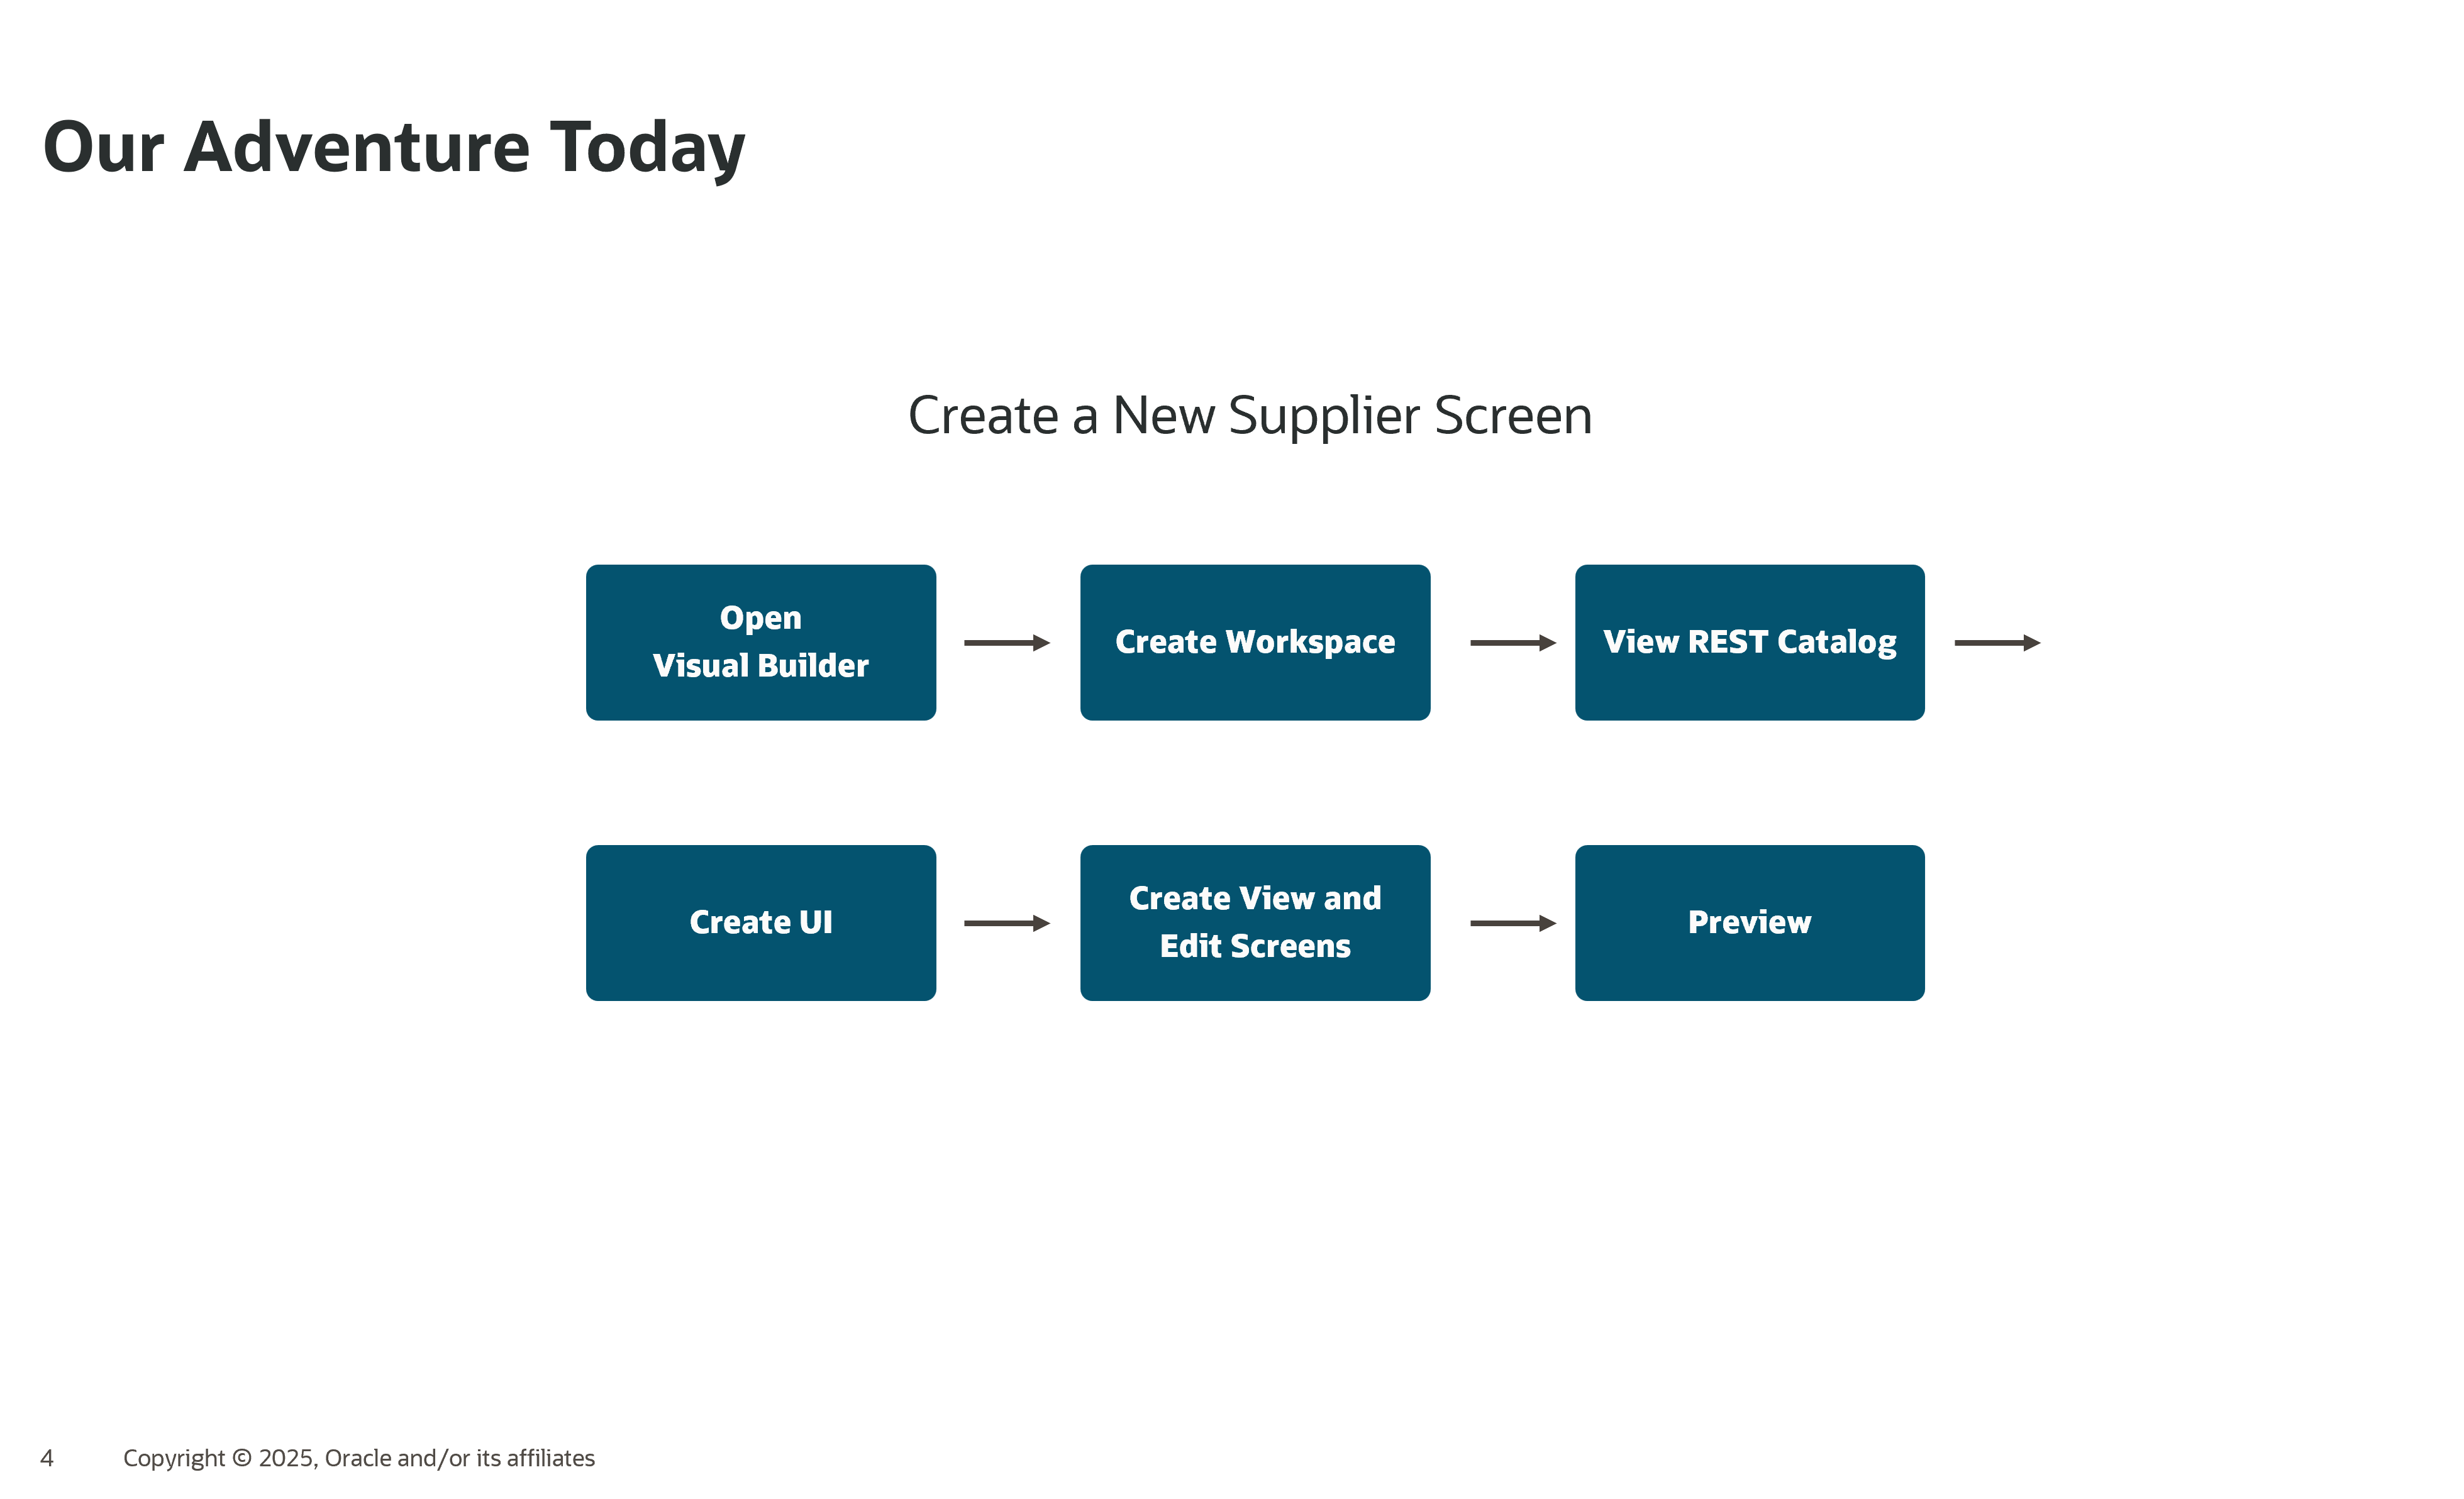 Our Adventure Today
Create a New Supplier Screen
Open
Visual Builder
Create Workspace
View REST Catalog
Create UI
Create View and
Edit Screens
Preview
4 Copyright © 2025, Oracle and/or its affiliates